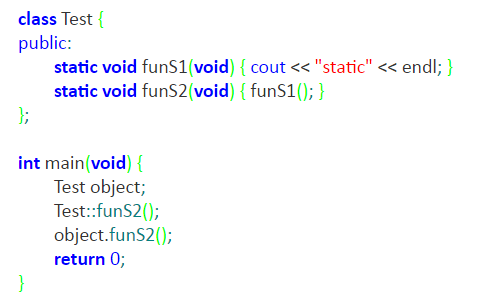 class Test {
public:
    static void funS1(void) { cout << "static" << endl; }
    static void funS2(void) { funS1(); }
};

int main(void) {
    Test object;
    Test::funS2();
    object.funS2();
    return 0;
}